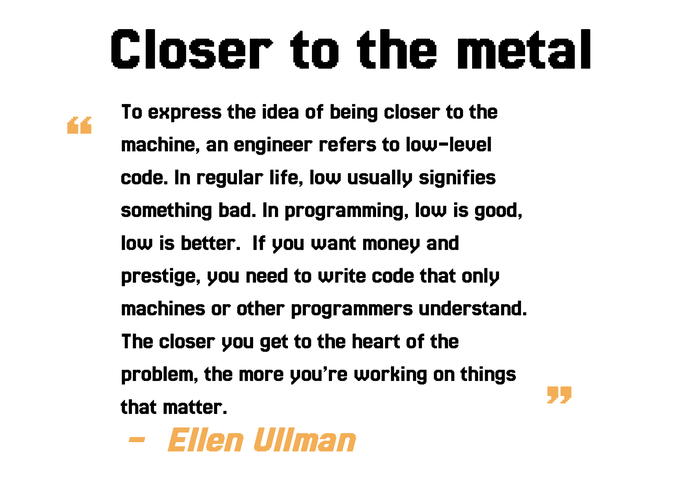 Closer to the metal
“
To express the idea of being closer to the
machine, an engineer refers to low-level
code. In regular life, low usually signifies
something bad. In programming, low is good,
low is better.  If you want money and
prestige, you need to write code that only
machines or other programmers understand.
The closer you get to the heart of the
problem, the more you’re working on things
that matter.
”
– Ellen Ullman